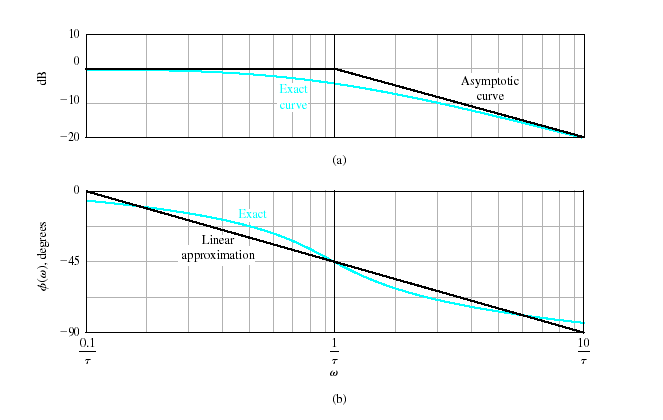 10
0
−10
−20
dB
Exact
curve
Asymptotic
curve
(a)
0
−45
−90
ϕ(ω), degrees
Exact
Linear
approximation
0.1
τ
1
τ
10
τ
ω
(b)